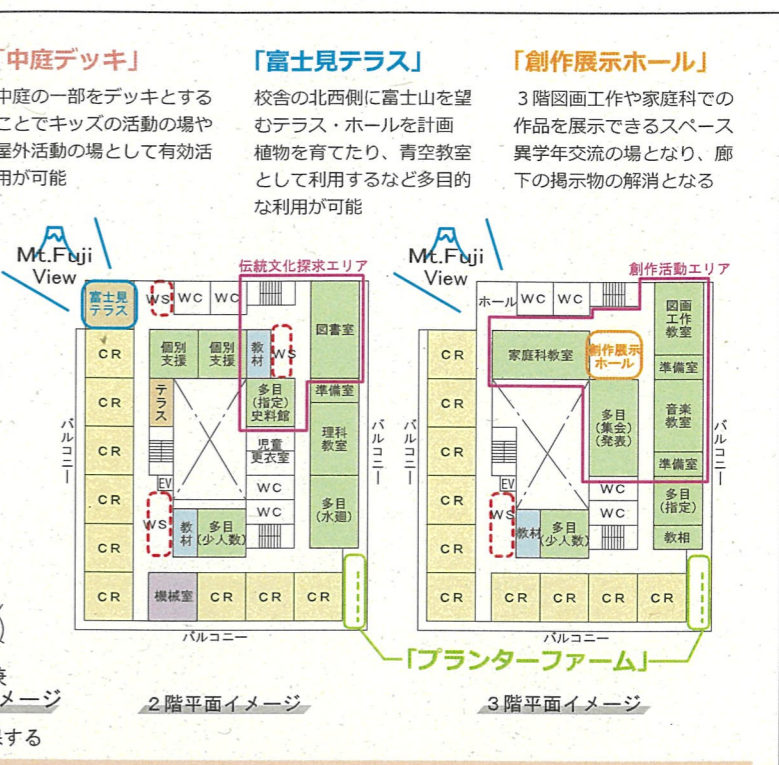 「中庭デッキ」
中庭の一部をデッキとする
ことでキッズの活動の場や
屋外活動の場として有効活
用が可能
「富士見テラス」
校舎の北西側に富士山を望
むテラス・ホールを計画
植物を育てたり、青空教室
として利用するなど多目的
な利用が可能
「創作展示ホール」
３階図画工作や家庭科での
作品を展示できるスペース
異学年交流の場となり、廊
下の掲示物の解消となる
Mt.Fuji
View
伝統文化探求エリア
富士見
テラス
WS
WC
WC
図書室
CR
個別
支援
個別
支援
教材
WS
CR
テラス
多目
(指定)
史料館
準備室
CR
児童
更衣室
理科
教室
バルコニー
バルコニー
CR
EV
WC
WS
WC
多目
(水廻)
教材
多目
(少人数)
CR
CR
機械室
CR
CR
CR
バルコニー
２階平面イメージ
Mt.Fuji
View
創作活動エリア
ホール
WC
WC
図画
工作
教室
CR
家庭科教室
創作展示
ホール
準備室
CR
多目
(集会)
(発表)
音楽
教室
CR
準備室
バルコニー
バルコニー
CR
EV
WC
WS
WC
多目
(指定)
教材
多目
(少人数)
教相
CR
CR
CR
CR
CR
CR
バルコニー
「プランターファーム」
３階平面イメージ
メージ
する